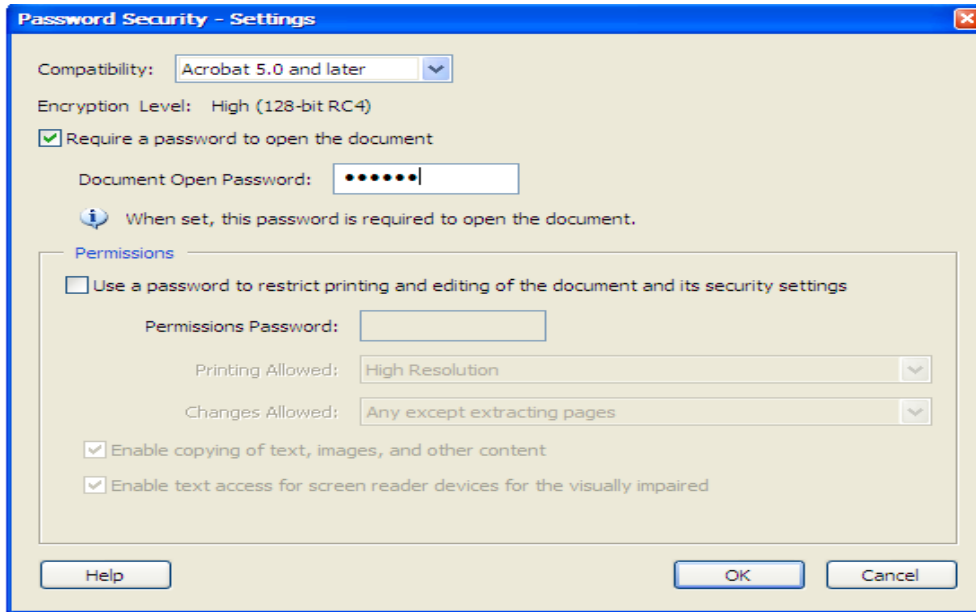 Password Security - Settings
Compatibility: Acrobat 5.0 and later
Encryption Level: High (128-bit RC4)
Require a password to open the document
Document Open Password: ••••••
When set, this password is required to open the document.
Permissions
Use a password to restrict printing and editing of the document and its security settings
Permissions Password:
Printing Allowed: High Resolution
Changes Allowed: Any except extracting pages
Enable copying of text, images, and other content
Enable text access for screen reader devices for the visually impaired
Help OK Cancel